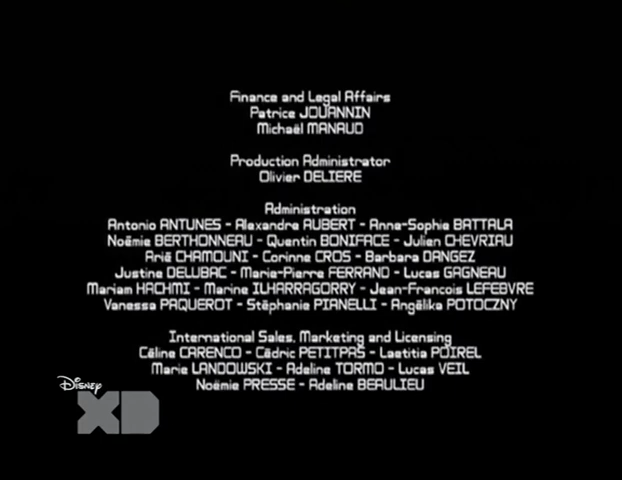 Finance and Legal Affairs
Patrice JOUANNIN
Michaël MANAUD
Production Administrator
Olivier DELIERE
Administration
Antonio ANTUNES - Alexandre AUBERT - Anne-Sophie BATTALA
Noëmie BERTHONNEAU - Quentin BONIFACE - Julien CHEVRIAU
Arië CHAMOUNI - Corinne CROS - Barbara DANGEZ
Justine DELUBAC - Marie-Pierre FERRAND - Lucas GAGNEAU
Mariam HACHMI - Marine ILHARRAGORRY - Jean-Francois LEFEBVRE
Vanessa PAQUEROT - Stéphanie PIANELLI - Angélika POTOCZNY
International Sales, Marketing and Licensing
Céline CARENCO - Cédric PETITPAS - Laetitia POIREL
Marie LANDOWSKI - Adeline TORMO - Lucas VEIL
Noémie PRESSE - Adeline BEAULIEU
Disney
XD